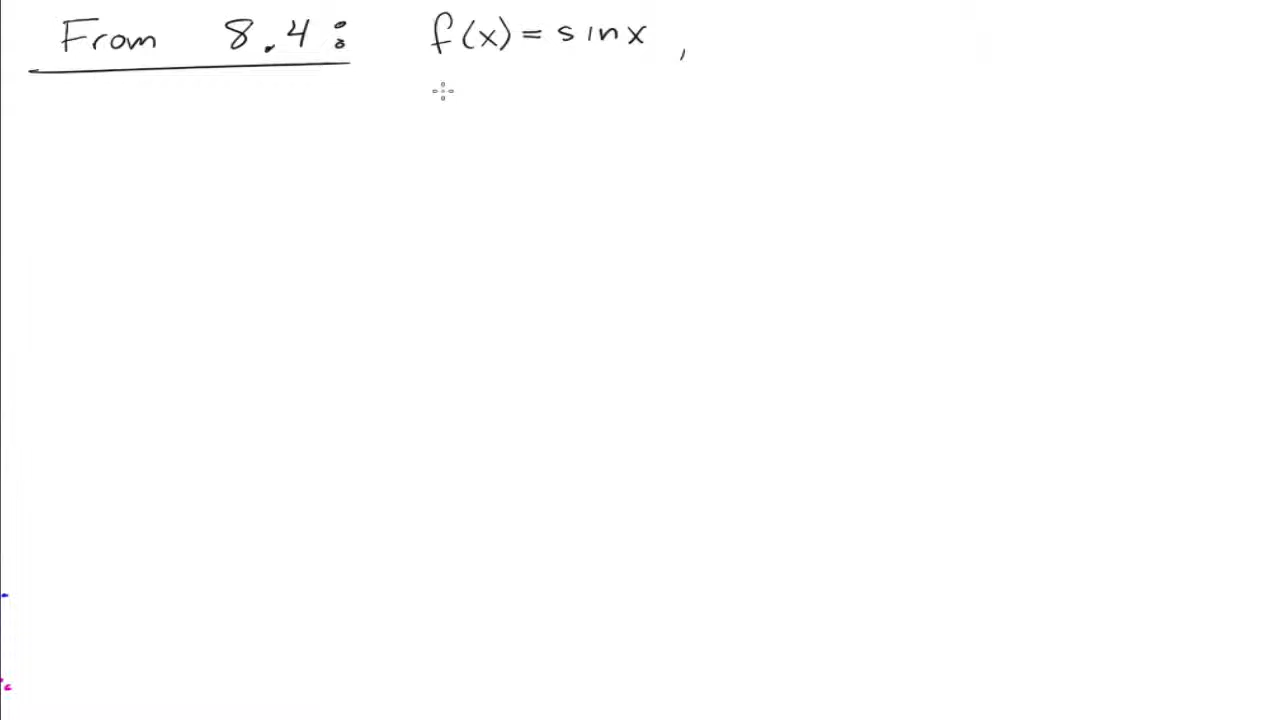 From 8.4: f(x) = sin x ,